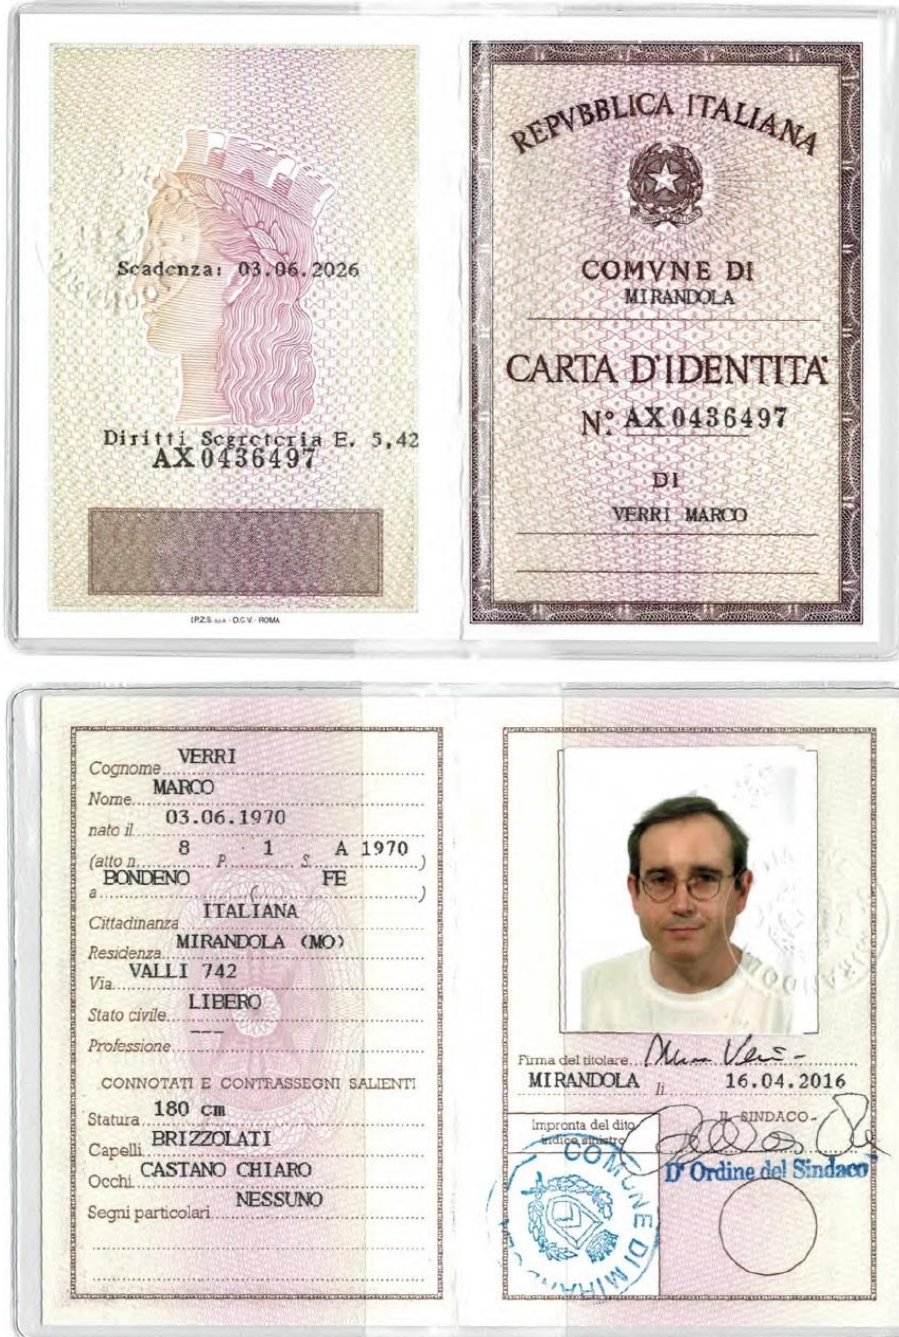 Scadenza: 03.06.2026
Diritti Segreteria E. 5,42
AX 0436497
I.P.Z.S. s.p.A. - O.C.V. - ROMA
REPVBBLICA ITALIANA
COMVNE DI
MIRANDOLA
CARTA D'IDENTITA'
N° AX 0436497
DI
VERRI MARCO
Cognome VERRI
Nome MARCO
nato il 03.06.1970
(atto n. 8 P. 1 S. A 1970)
a BONDENO (FE)
Cittadinanza ITALIANA
Residenza MIRANDOLA (MO)
Via VALLI 742
Stato civile LIBERO
Professione ---
CONNOTATI E CONTRASSEGNI SALIENTI
Statura 180 cm
Capelli BRIZZOLATI
Occhi CASTANO CHIARO
Segni particolari NESSUNO
Firma del titolare
MIRANDOLA li 16.04.2016
Impronta del dito
indice sinistro
IL SINDACO
D'Ordine del Sindaco
COMUNE DI